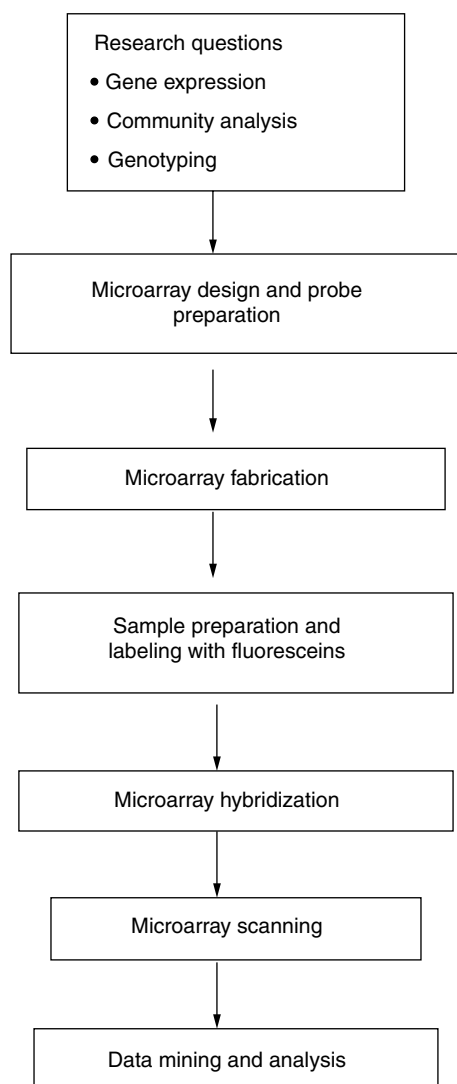 Research questions
• Gene expression
• Community analysis
• Genotyping
Microarray design and probe
preparation
Microarray fabrication
Sample preparation and
labeling with fluoresceins
Microarray hybridization
Microarray scanning
Data mining and analysis